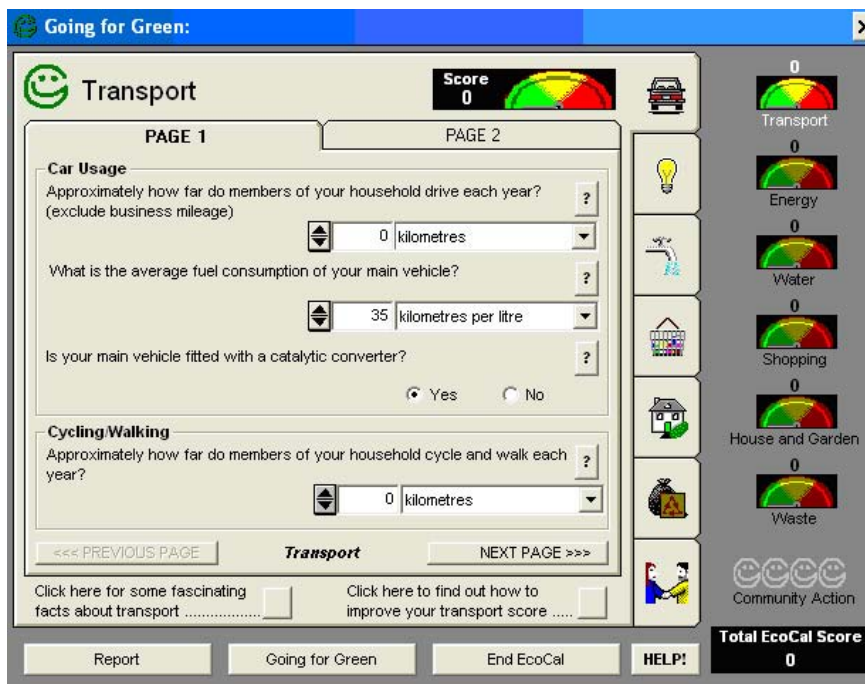 Going for Green:
Transport
Score
0
PAGE 1
PAGE 2
Car Usage
Approximately how far do members of your household drive each year?
(exclude business mileage)
?
0 kilometres
What is the average fuel consumption of your main vehicle?
?
35 kilometres per litre
Is your main vehicle fitted with a catalytic converter?
?
Yes
No
Cycling/Walking
Approximately how far do members of your household cycle and walk each
year?
?
0 kilometres
<<< PREVIOUS PAGE
Transport
NEXT PAGE >>>
Click here for some fascinating
facts about transport ...................
Click here to find out how to
improve your transport score .....
Report
Going for Green
End EcoCal
HELP!
0
Transport
0
Energy
0
Water
0
Shopping
0
House and Garden
0
Waste
Community Action
Total EcoCal Score
0